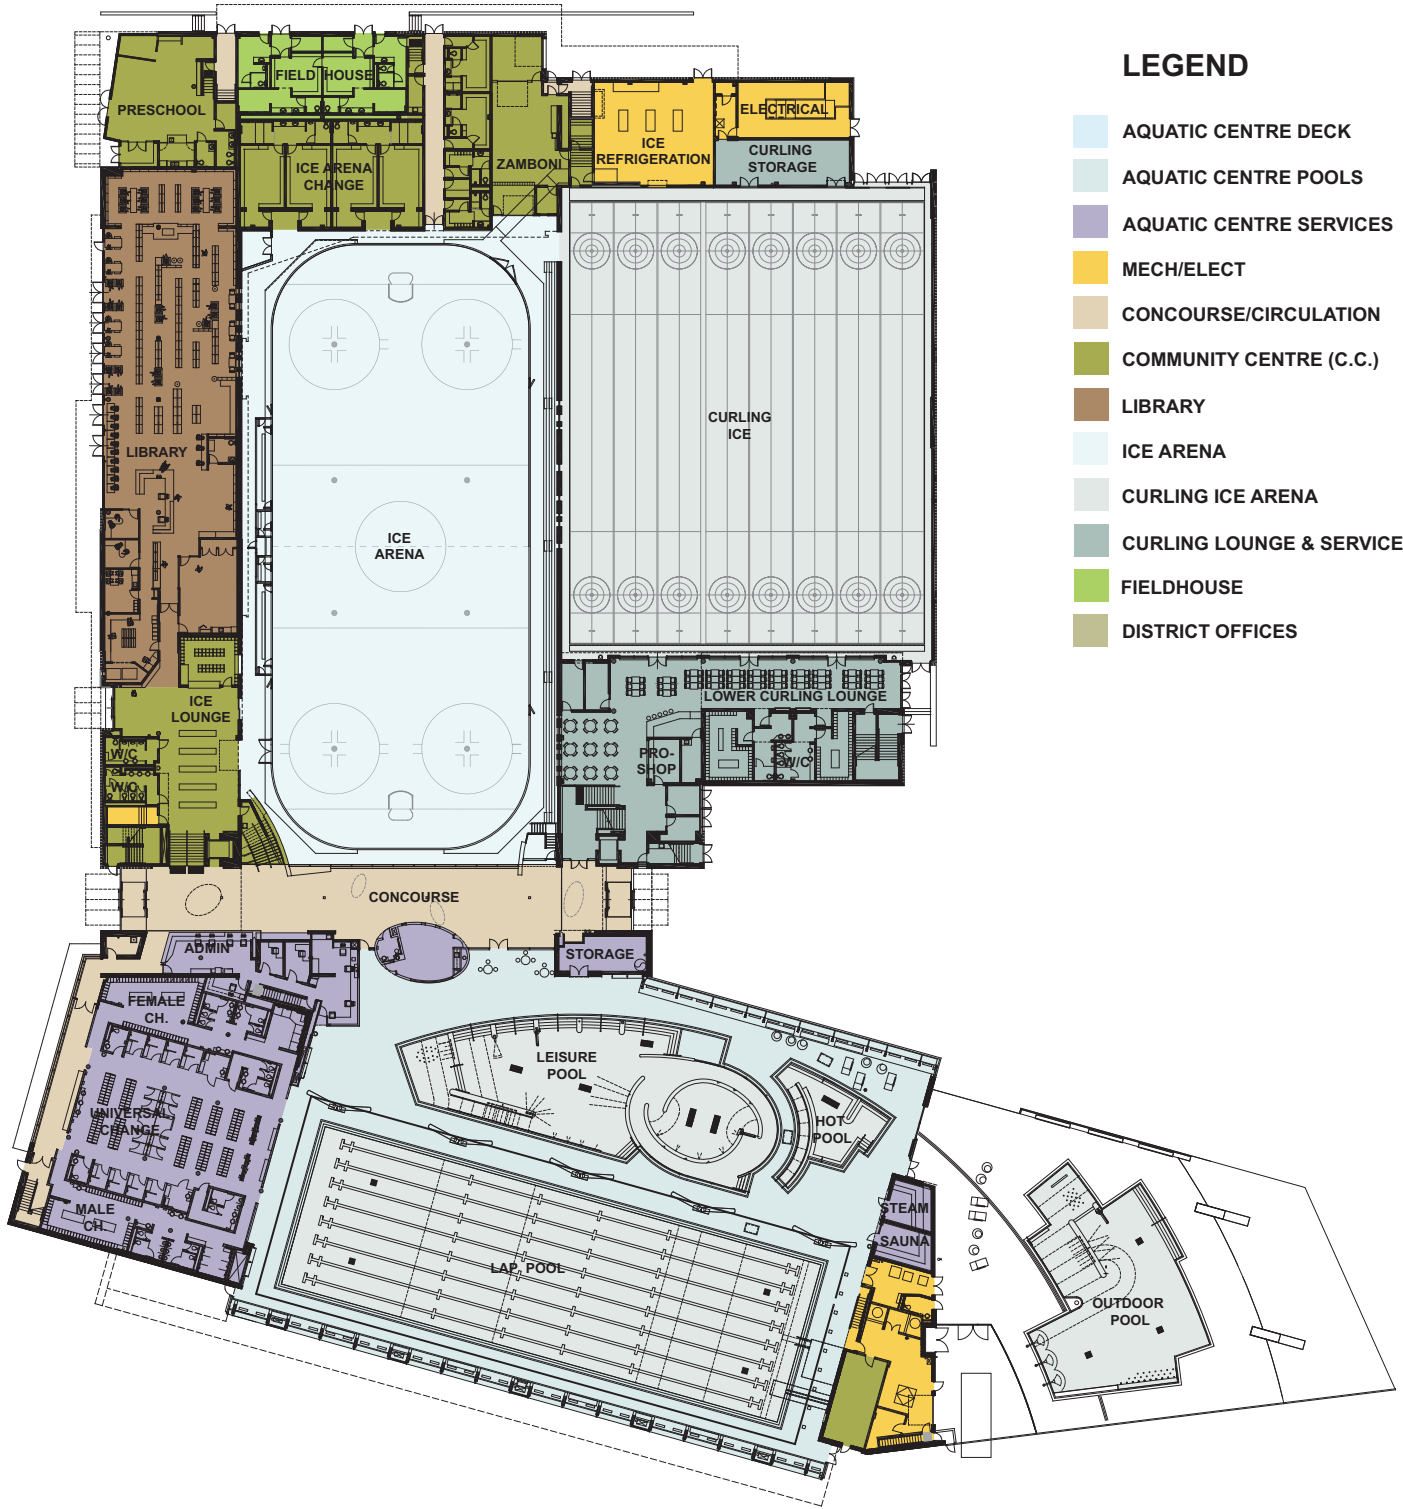 LEGEND
AQUATIC CENTRE DECK
AQUATIC CENTRE POOLS
AQUATIC CENTRE SERVICES
MECH/ELECT
CONCOURSE/CIRCULATION
COMMUNITY CENTRE (C.C.)
LIBRARY
ICE ARENA
CURLING ICE ARENA
CURLING LOUNGE & SERVICE
FIELDHOUSE
DISTRICT OFFICES
PRESCHOOL
FIELD HOUSE
ICE ARENA
CHANGE
ZAMBONI
ICE
REFRIGERATION
ELECTRICAL
CURLING
STORAGE
LIBRARY
ICE
ARENA
CURLING
ICE
ICE
LOUNGE
W/C
W/C
LOWER CURLING LOUNGE
PRO-
SHOP
W/C
CONCOURSE
ADMIN
STORAGE
FEMALE
CH.
UNIVERSAL
CHANGE
MALE
CH.
LEISURE
POOL
HOT
POOL
LAP POOL
STEAM
SAUNA
OUTDOOR
POOL